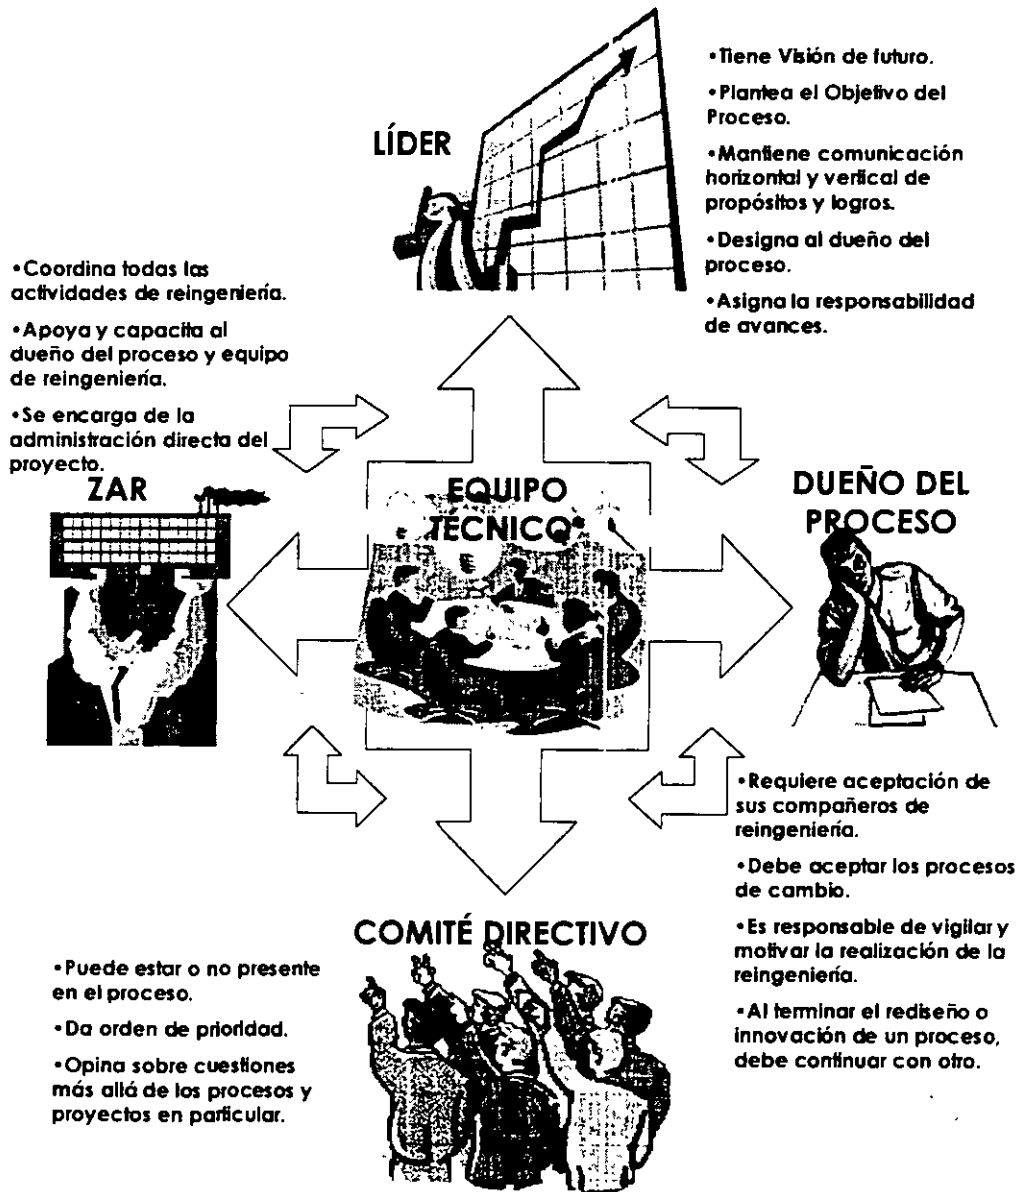 LÍDER
•Tiene Visión de futuro.
•Plantea el Objetivo del
Proceso.
•Mantiene comunicación
horizontal y vertical de
propósitos y logros.
•Designa al dueño del
proceso.
•Asigna la responsabilidad
de avances.
•Coordina todas las
actividades de reingeniería.
•Apoya y capacita al
dueño del proceso y equipo
de reingeniería.
•Se encarga de la
administración directa del
proyecto.
ZAR
EQUIPO
TECNICO
DUEÑO DEL
PROCESO
•Requiere aceptación de
sus compañeros de
reingeniería.
•Debe aceptar los procesos
de cambio.
•Es responsable de vigilar y
motivar la realización de la
reingeniería.
•Al terminar el rediseño o
innovación de un proceso,
debe continuar con otro.
COMITÉ DIRECTIVO
•Puede estar o no presente
en el proceso.
•Da orden de prioridad.
•Opina sobre cuestiones
más allá de los procesos y
proyectos en particular.